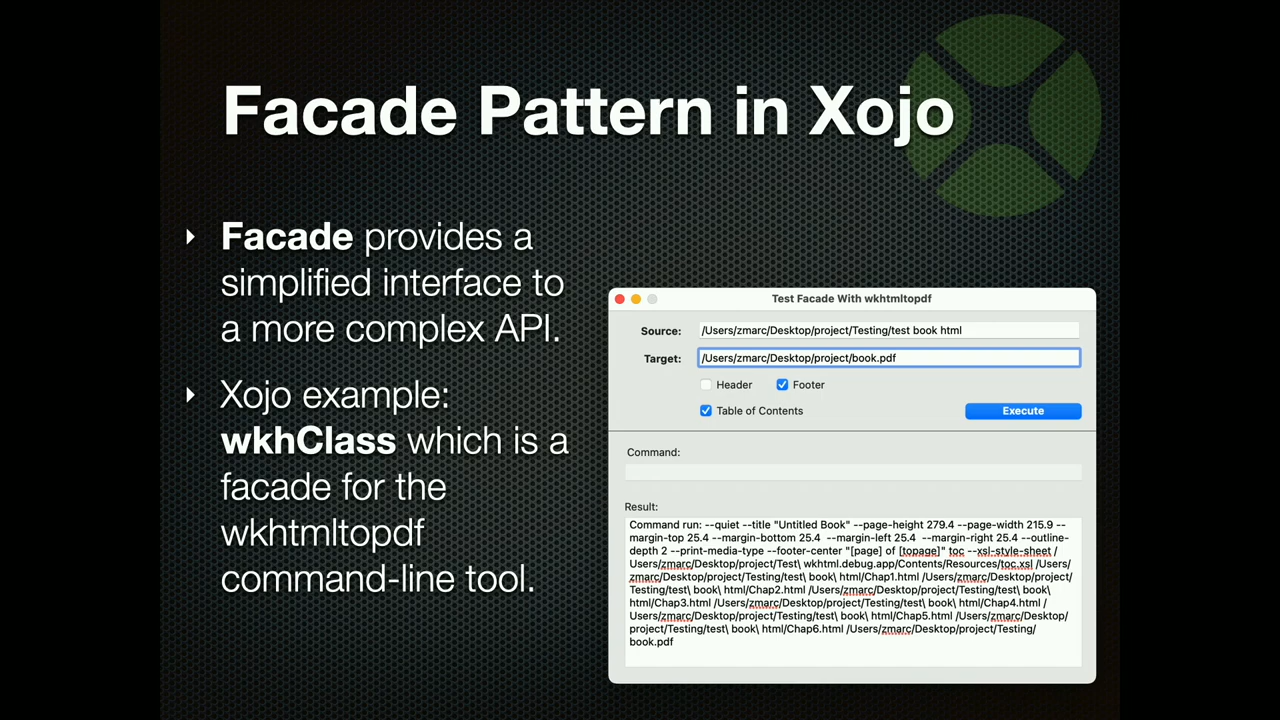 Facade Pattern in Xojo
Facade provides a
simplified interface to
a more complex API.
Xojo example:
wkhClass which is a
facade for the
wkhtmltopdf
command-line tool.
Test Facade With wkhtmltopdf
Source: /Users/zmarc/Desktop/project/Testing/test book html
Target: /Users/zmarc/Desktop/project/book.pdf
Header Footer
Table of Contents Execute
Command:
Result:
Command run: --quiet --title "Untitled Book" --page-height 279.4 --page-width 215.9 --
margin-top 25.4 --margin-bottom 25.4  --margin-left 25.4  --margin-right 25.4 --outline-
depth 2 --print-media-type --footer-center "[page] of [topage]" toc --xsl-style-sheet /
Users/zmarc/Desktop/project/Test\ wkhtml.debug.app/Contents/Resources/toc.xsl /Users/
zmarc/Desktop/project/Testing/test\ book\ html/Chap1.html /Users/zmarc/Desktop/project/
Testing/test\ book\ html/Chap2.html /Users/zmarc/Desktop/project/Testing/test\ book\
html/Chap3.html /Users/zmarc/Desktop/project/Testing/test\ book\ html/Chap4.html /
Users/zmarc/Desktop/project/Testing/test\ book\ html/Chap5.html /Users/zmarc/Desktop/
project/Testing/test\ book\ html/Chap6.html /Users/zmarc/Desktop/project/Testing/
book.pdf